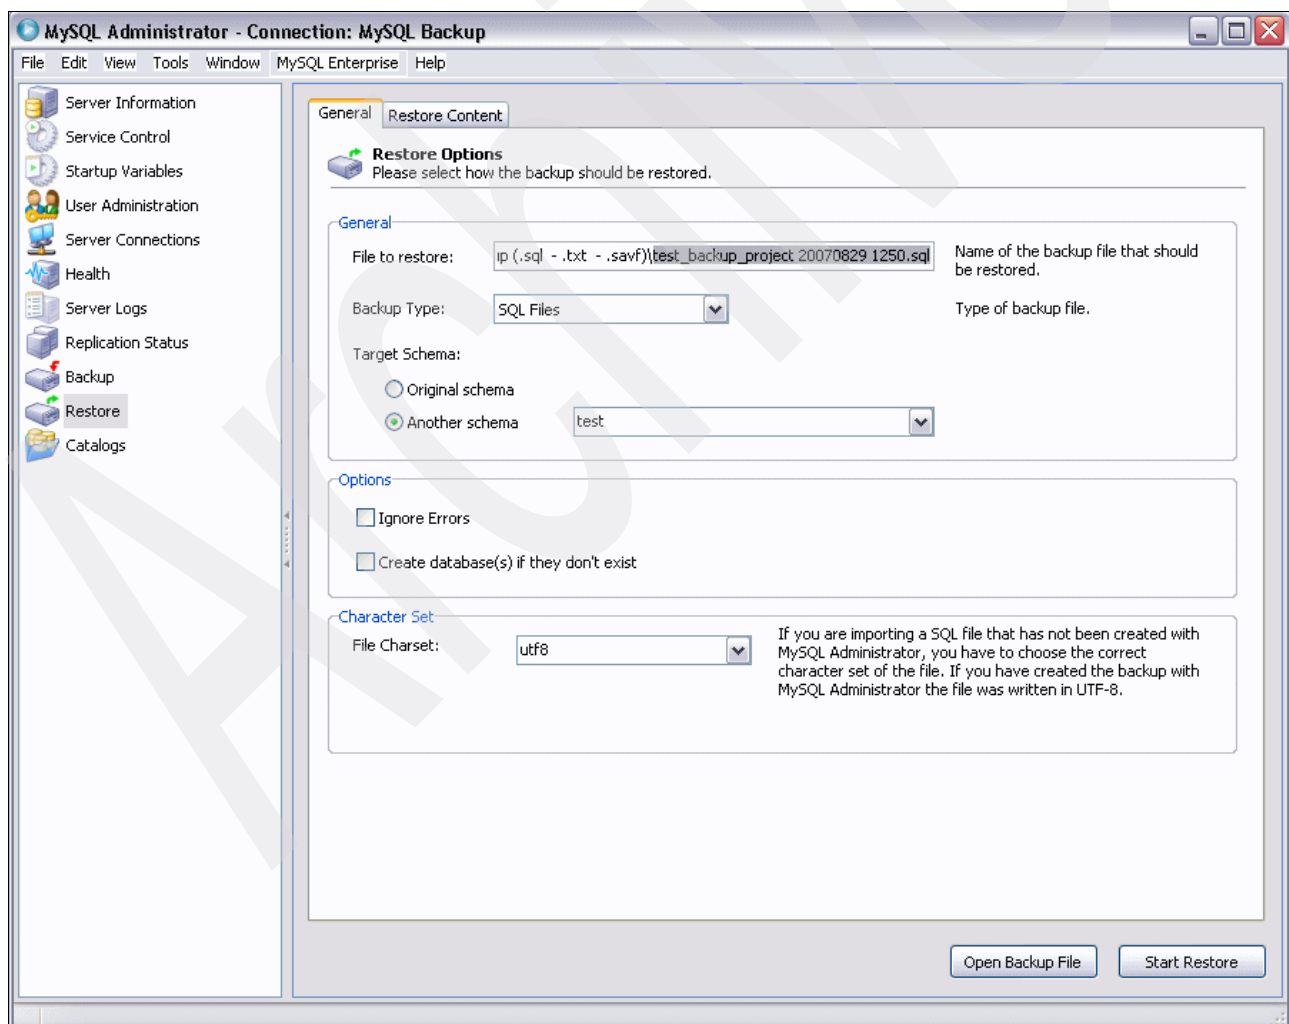 MySQL Administrator - Connection: MySQL Backup
File Edit View Tools Window MySQL Enterprise Help
Server Information
Service Control
Startup Variables
User Administration
Server Connections
Health
Server Logs
Replication Status
Backup
Restore
Catalogs
General Restore Content
Restore Options
Please select how the backup should be restored.
General
File to restore: ip (.sql - .txt - .savf)\test_backup_project 20070829 1250.sql
Name of the backup file that should
be restored.
Backup Type: SQL Files
Type of backup file.
Target Schema:
Original schema
Another schema test
Options
Ignore Errors
Create database(s) if they don't exist
Character Set
File Charset: utf8
If you are importing a SQL file that has not been created with
MySQL Administrator, you have to choose the correct
character set of the file. If you have created the backup with
MySQL Administrator the file was written in UTF-8.
Open Backup File Start Restore